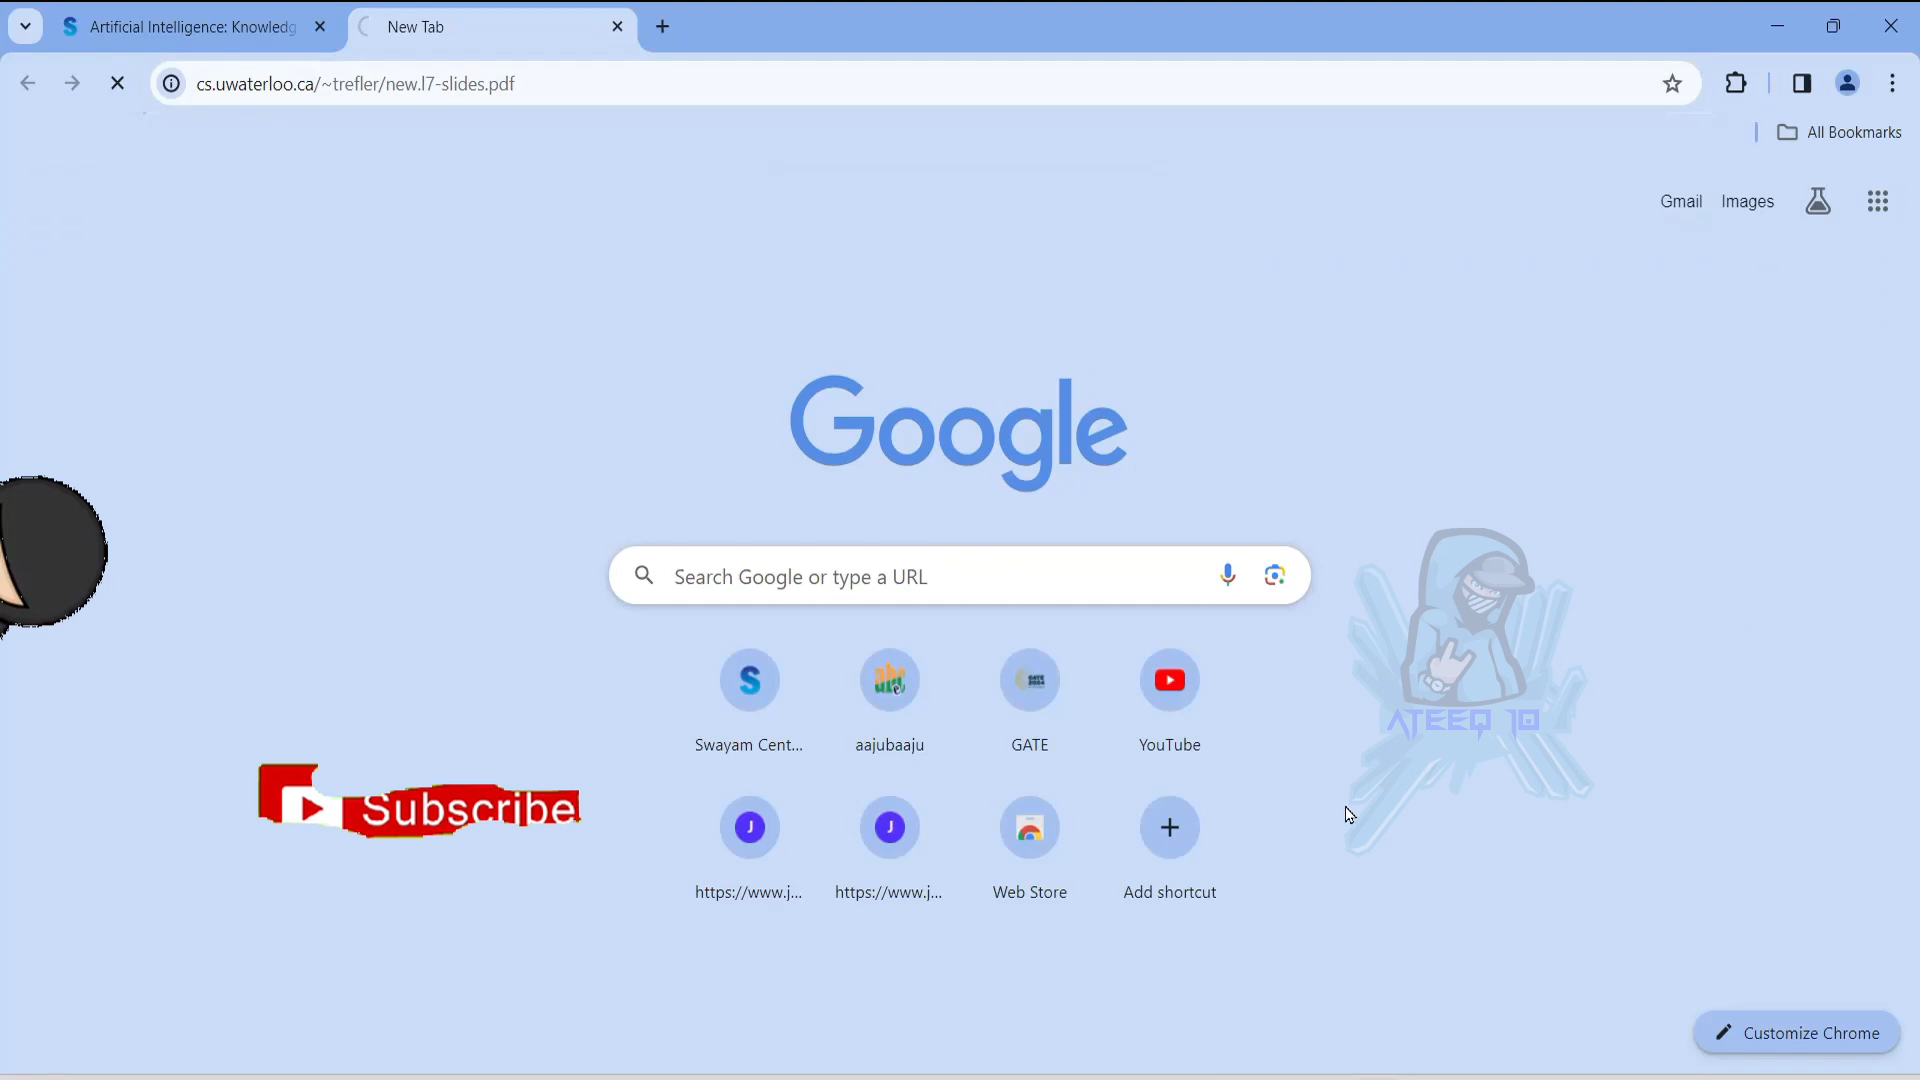 Artificial Intelligence: Knowledg
New Tab
cs.uwaterloo.ca/~trefler/new.l7-slides.pdf
All Bookmarks
Gmail
Images
Google
Search Google or type a URL
Swayam Cent...
aajubaaju
GATE
YouTube
ATEEQ 10
Subscribe
https://www.j...
https://www.j...
Web Store
Add shortcut
Customize Chrome